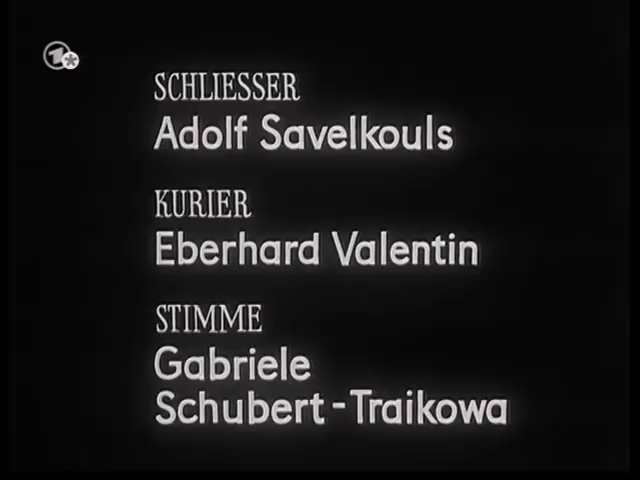 SCHLIESSER
Adolf Savelkouls
KURIER
Eberhard Valentin
STIMME
Gabriele
Schubert-Traikowa